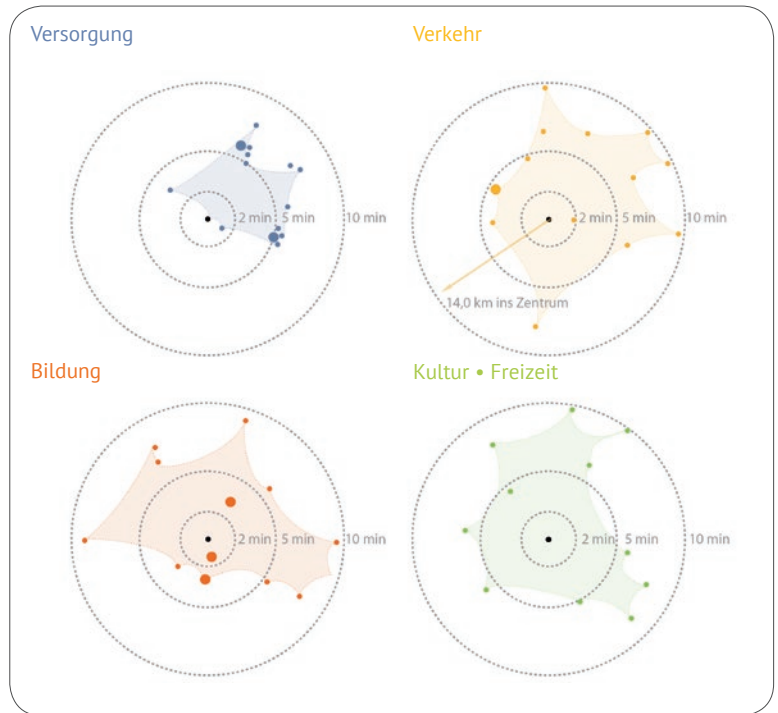 Versorgung
2 min
5 min
10 min
Verkehr
2 min
5 min
10 min
14,0 km ins Zentrum
Bildung
2 min
5 min
10 min
Kultur • Freizeit
2 min
5 min
10 min